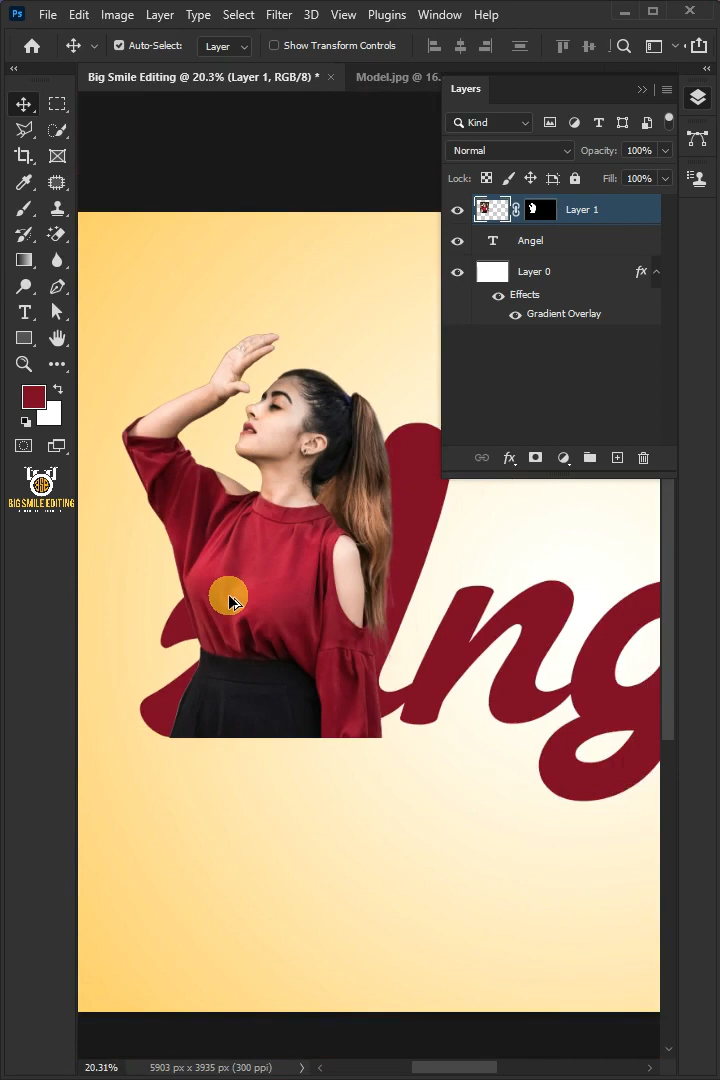 Ps File Edit Image Layer Type Select Filter 3D View Plugins Window Help
Auto-Select: Layer Show Transform Controls
Big Smile Editing @ 20.3% (Layer 1, RGB/8) * × Model.jpg @ 16.
Layers
Kind
Normal Opacity: 100%
Lock: Fill: 100%
Layer 1
T Angel
Layer 0 fx
Effects
Gradient Overlay
fx
BIG SMILE EDITING
Ang
20.31% 5903 px x 3935 px (300 ppi)